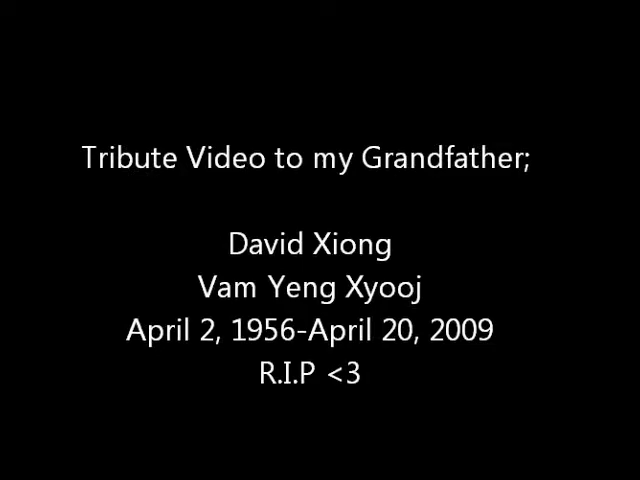 Tribute Video to my Grandfather;
David Xiong
Vam Yeng Xyooj
April 2, 1956-April 20, 2009
R.I.P <3